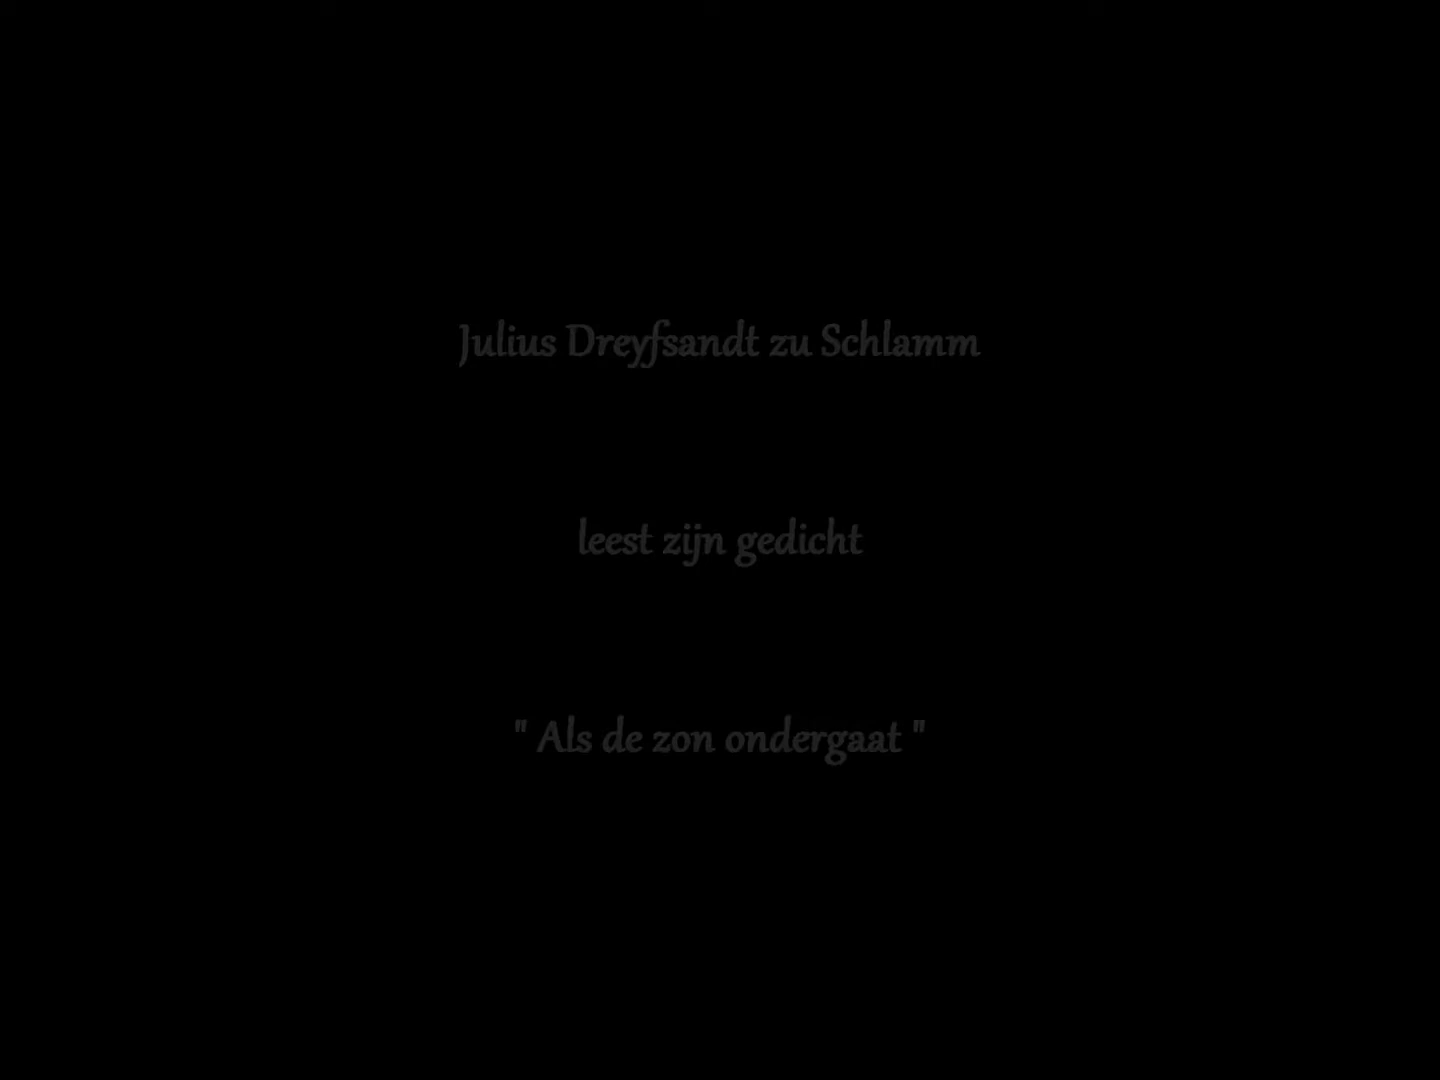 Julius Dreyfsandt zu Schlamm
leest zijn gedicht
" Als de zon ondergaat "